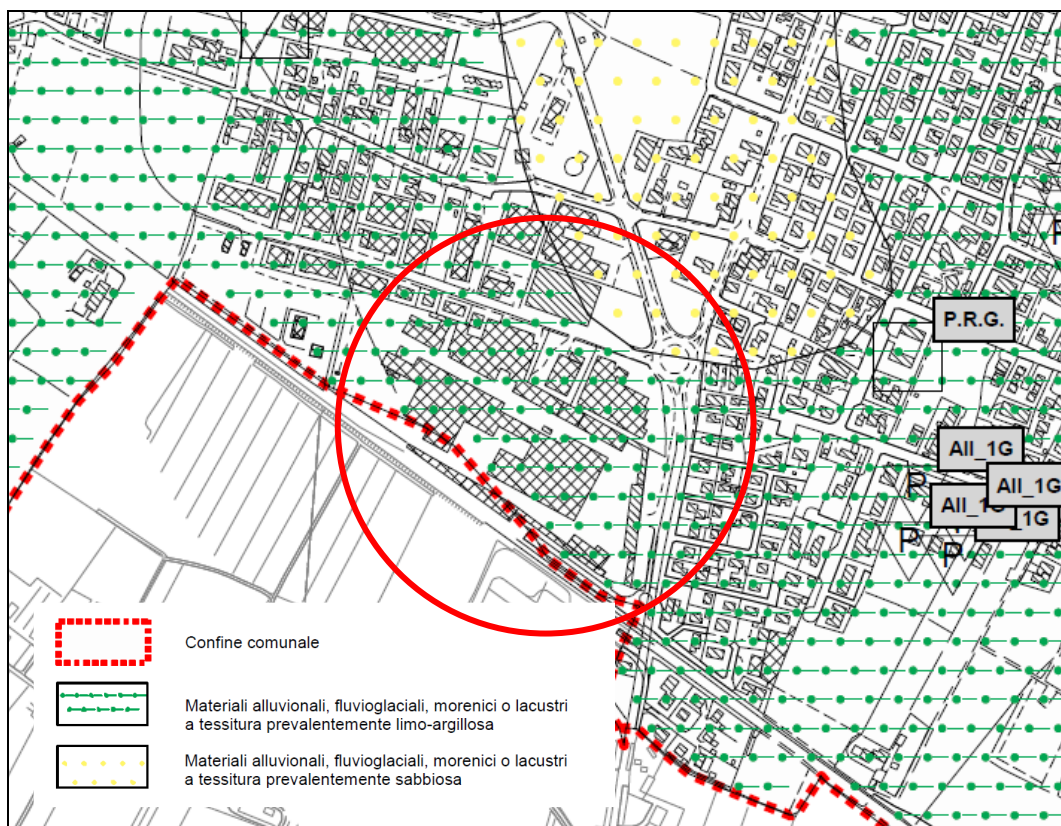 P
P.R.G.
All_1G
All_1G
All_1G
_1G
P
P
P
Confine comunale
Materiali alluvionali, fluvioglaciali, morenici o lacustri
a tessitura prevalentemente limo-argillosa
Materiali alluvionali, fluvioglaciali, morenici o lacustri
a tessitura prevalentemente sabbiosa